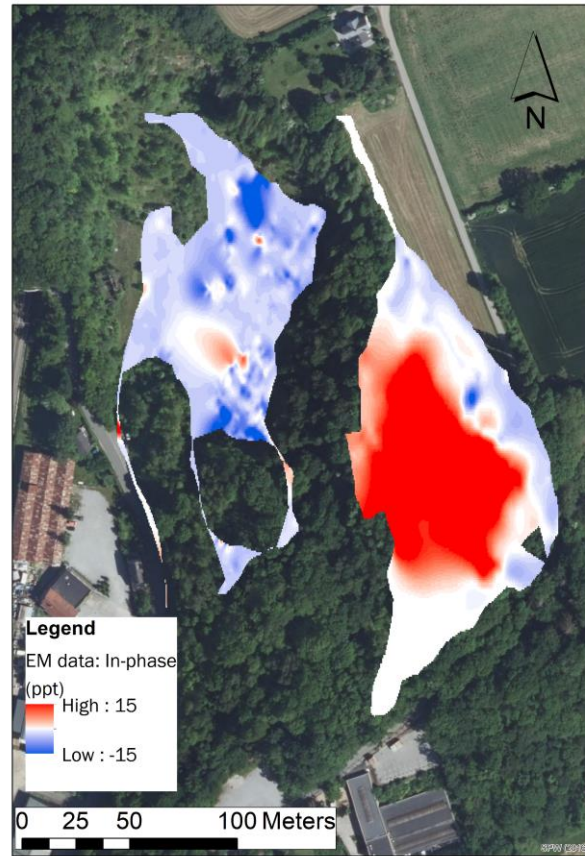 N
Legend
EM data: In-phase
(ppt)
High : 15
Low : -15
0 25 50 100 Meters